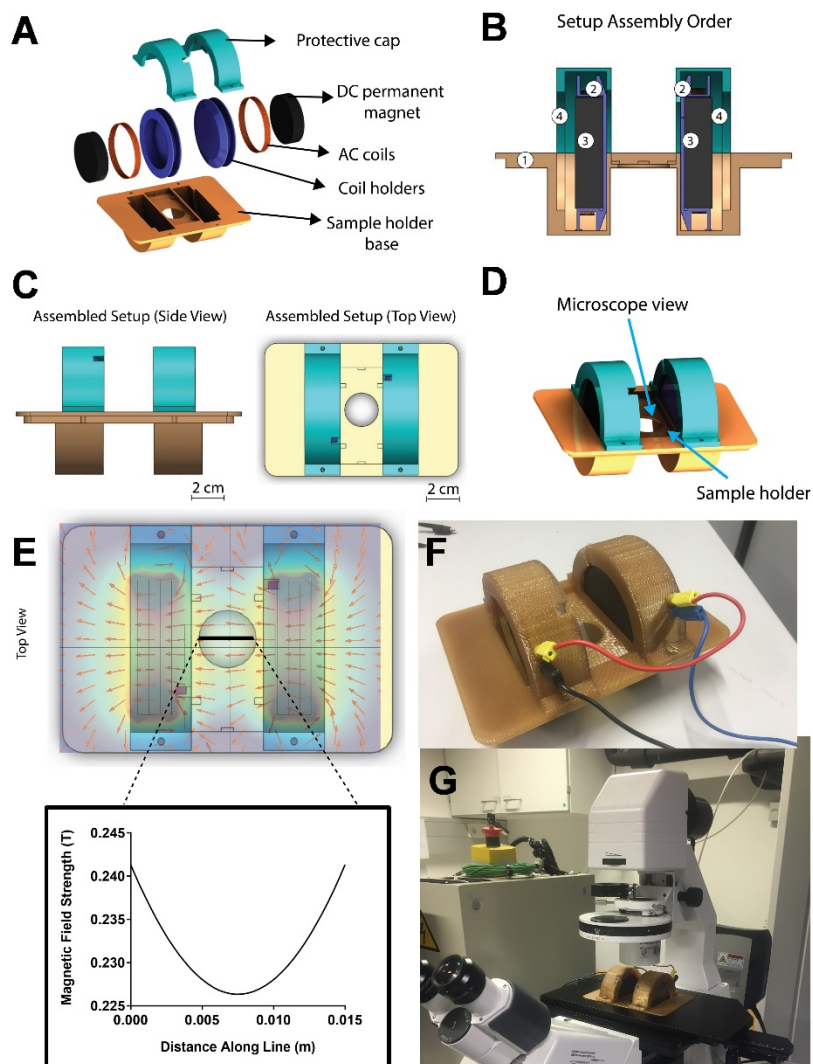 A
Protective cap
DC permanent
magnet
AC coils
Coil holders
Sample holder
base
B
Setup Assembly Order
2
2
4
4
3
3
1
C
Assembled Setup (Side View)
Assembled Setup (Top View)
2 cm
2 cm
D
Microscope view
Sample holder
E
Top View
Magnetic Field Strength (T)
0.245
0.240
0.235
0.230
0.225
0.000
0.005
0.010
0.015
Distance Along Line (m)
F
G